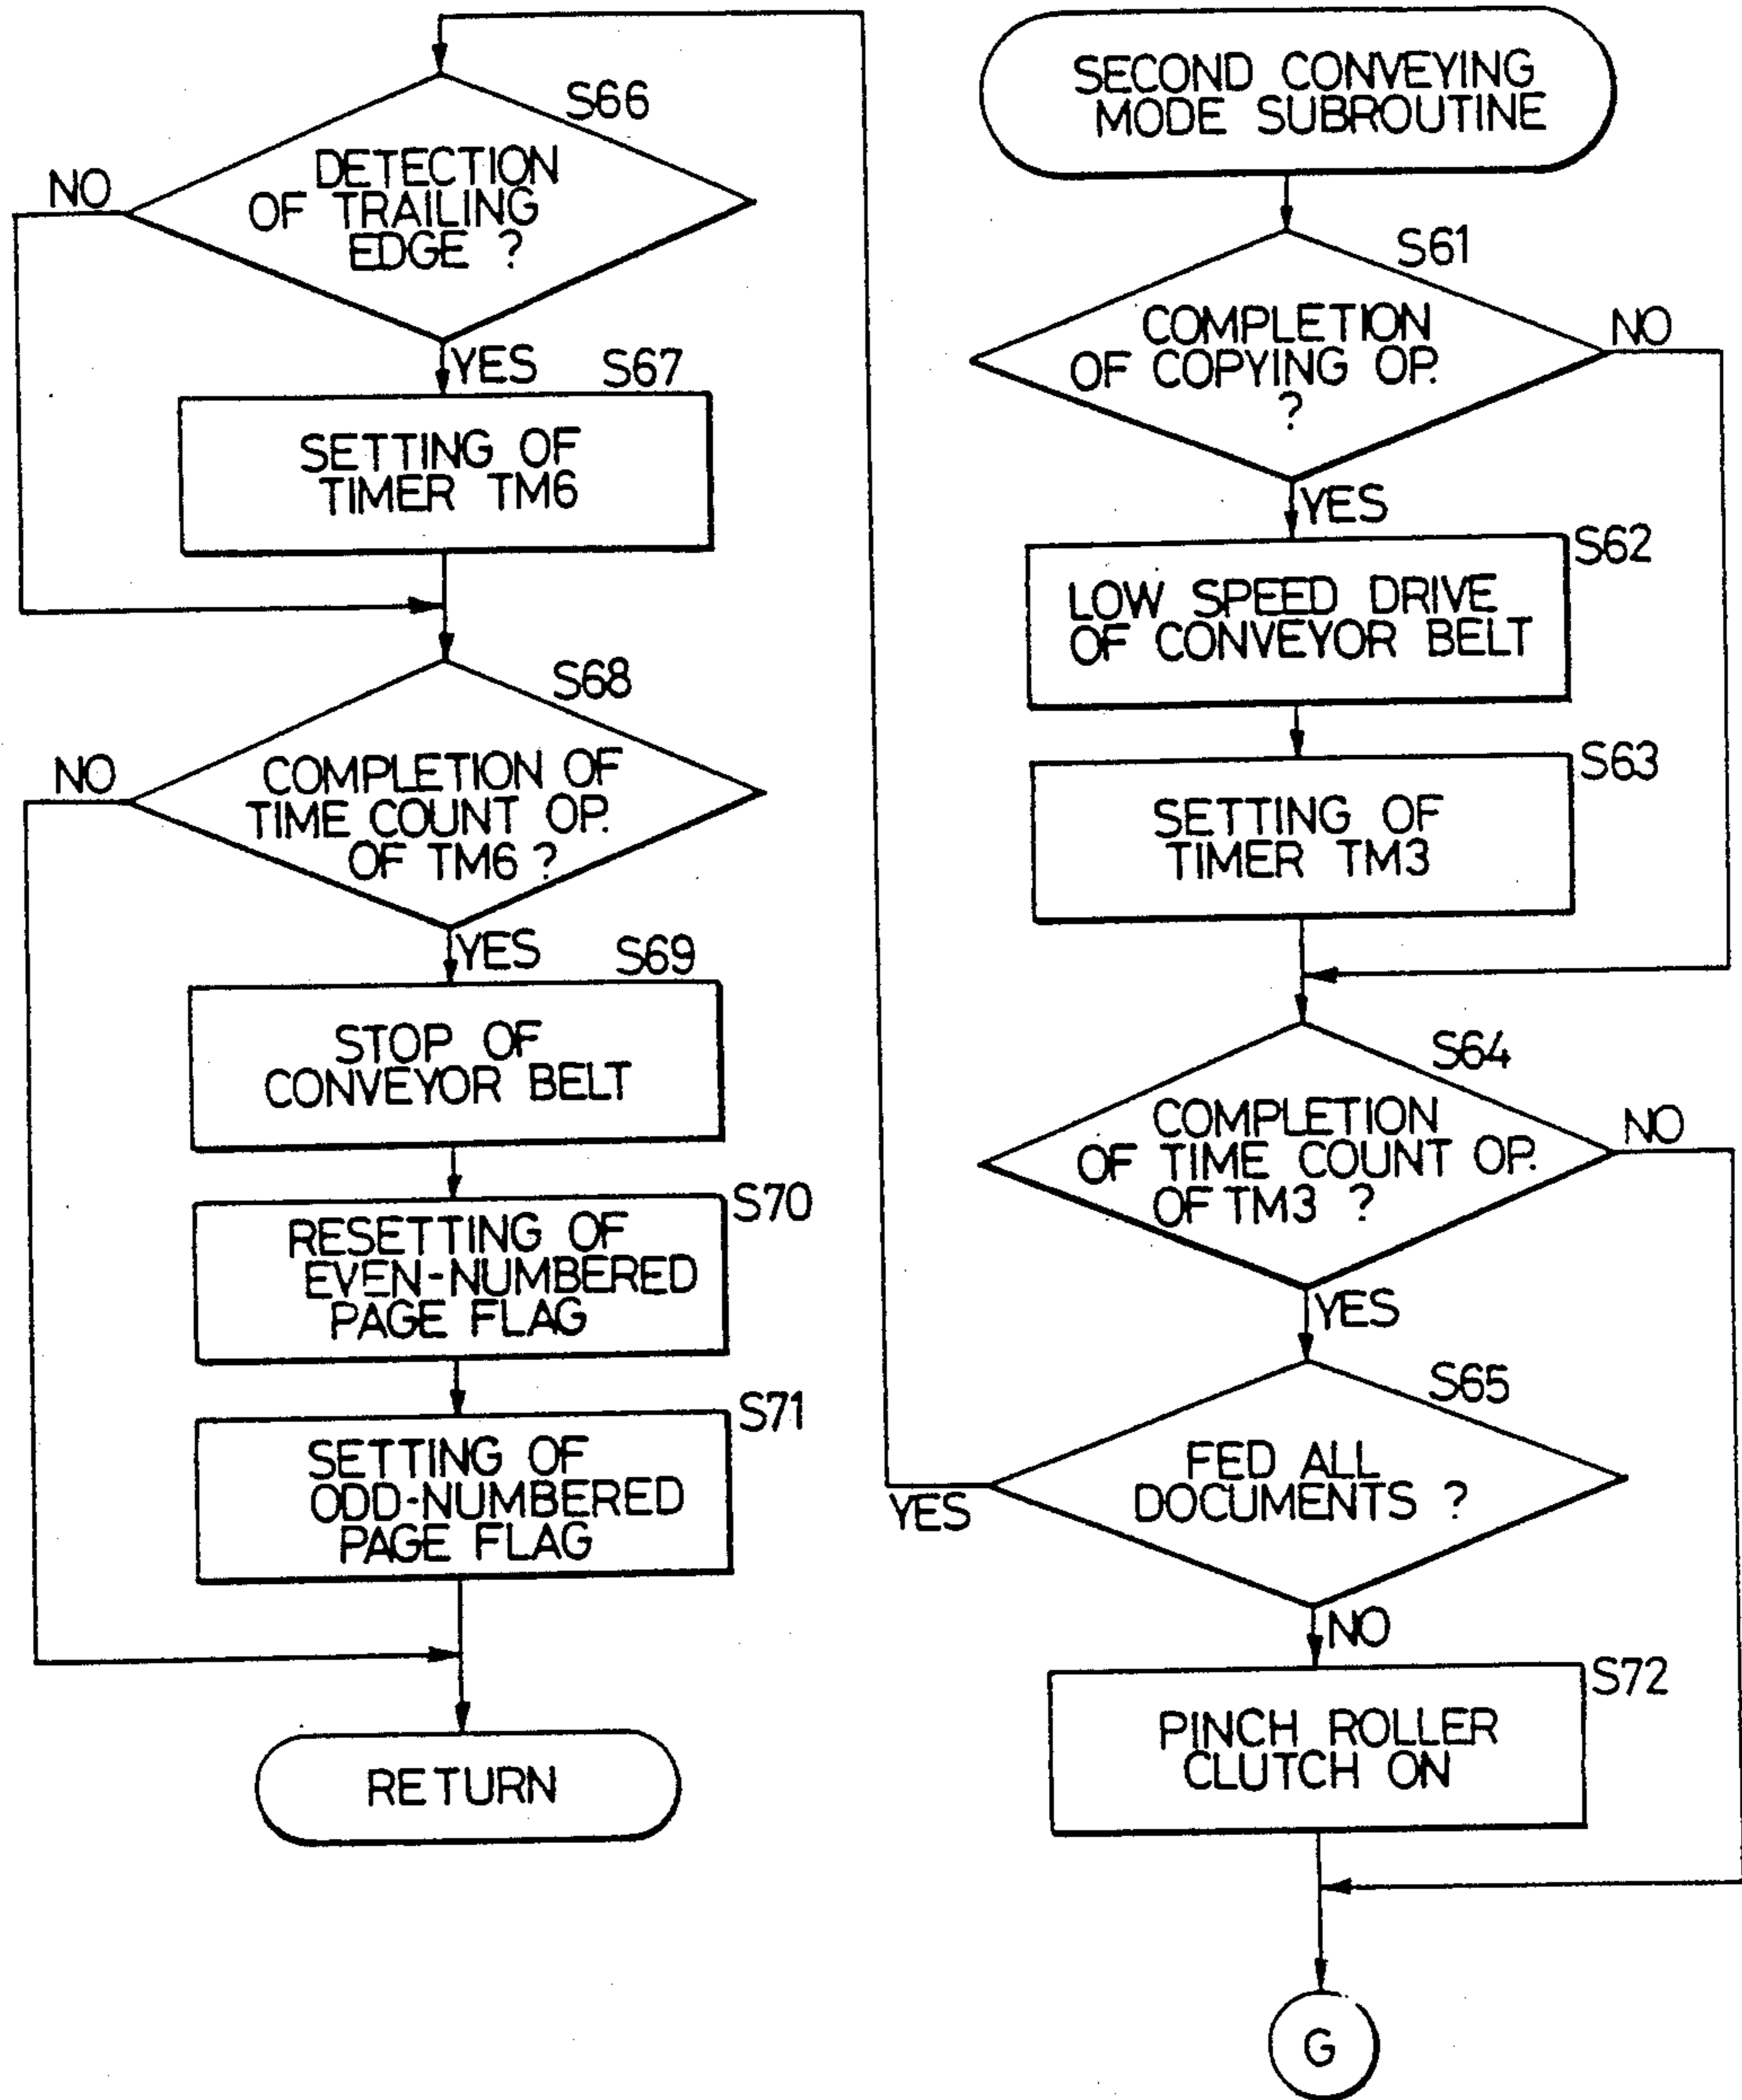 SECOND CONVEYING
MODE SUBROUTINE
S61
COMPLETION
OF COPYING OP.
?
NO
YES
S62
LOW SPEED DRIVE
OF CONVEYOR BELT
S63
SETTING OF
TIMER TM3
S64
COMPLETION
OF TIME COUNT OP.
OF TM3 ?
NO
YES
S65
FED ALL
DOCUMENTS ?
YES
NO
S72
PINCH ROLLER
CLUTCH ON
G
S66
DETECTION
OF TRAILING
EDGE ?
NO
YES
S67
SETTING OF
TIMER TM6
S68
COMPLETION OF
TIME COUNT OP.
OF TM6 ?
NO
YES
S69
STOP OF
CONVEYOR BELT
S70
RESETTING OF
EVEN-NUMBERED
PAGE FLAG
S71
SETTING OF
ODD-NUMBERED
PAGE FLAG
RETURN